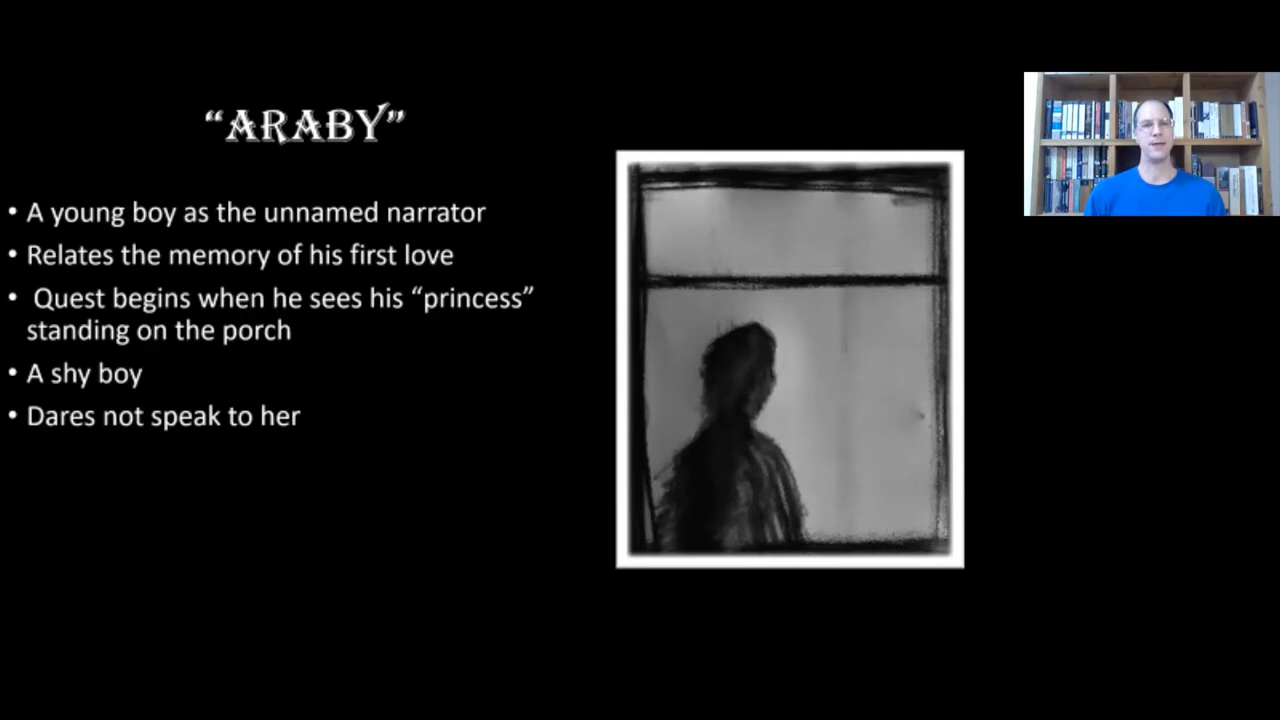 “ARABY”
• A young boy as the unnamed narrator
• Relates the memory of his first love
• Quest begins when he sees his “princess”
standing on the porch
• A shy boy
• Dares not speak to her